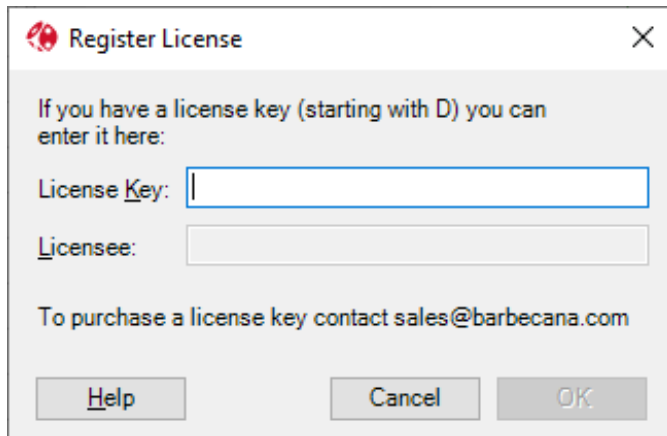 Register License
If you have a license key (starting with D) you can
enter it here:
License Key:
Licensee:
To purchase a license key contact sales@barbecana.com
Help Cancel OK